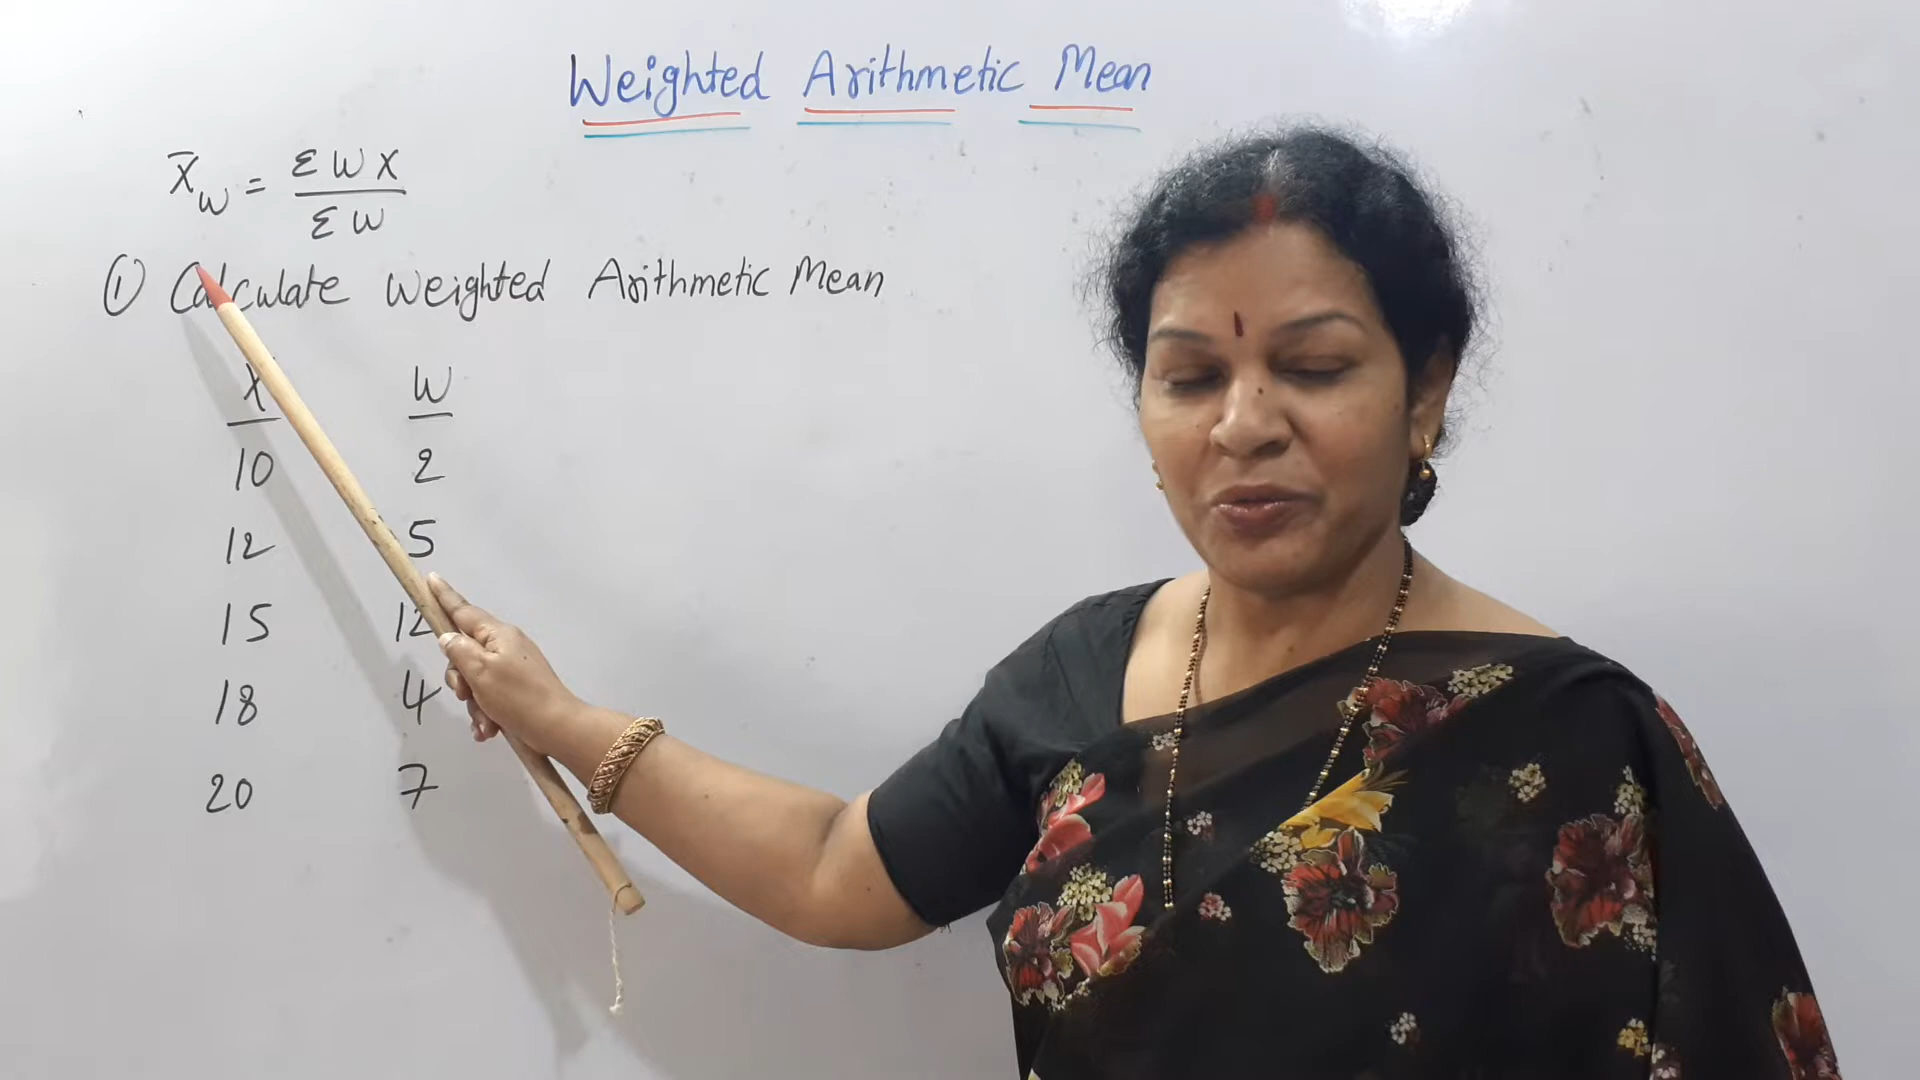 Weighted Arithmetic Mean
X̄w = ΣWX / ΣW
① Calculate Weighted Arithmetic Mean
X W
10 2
12 5
15 12
18 4
20 7